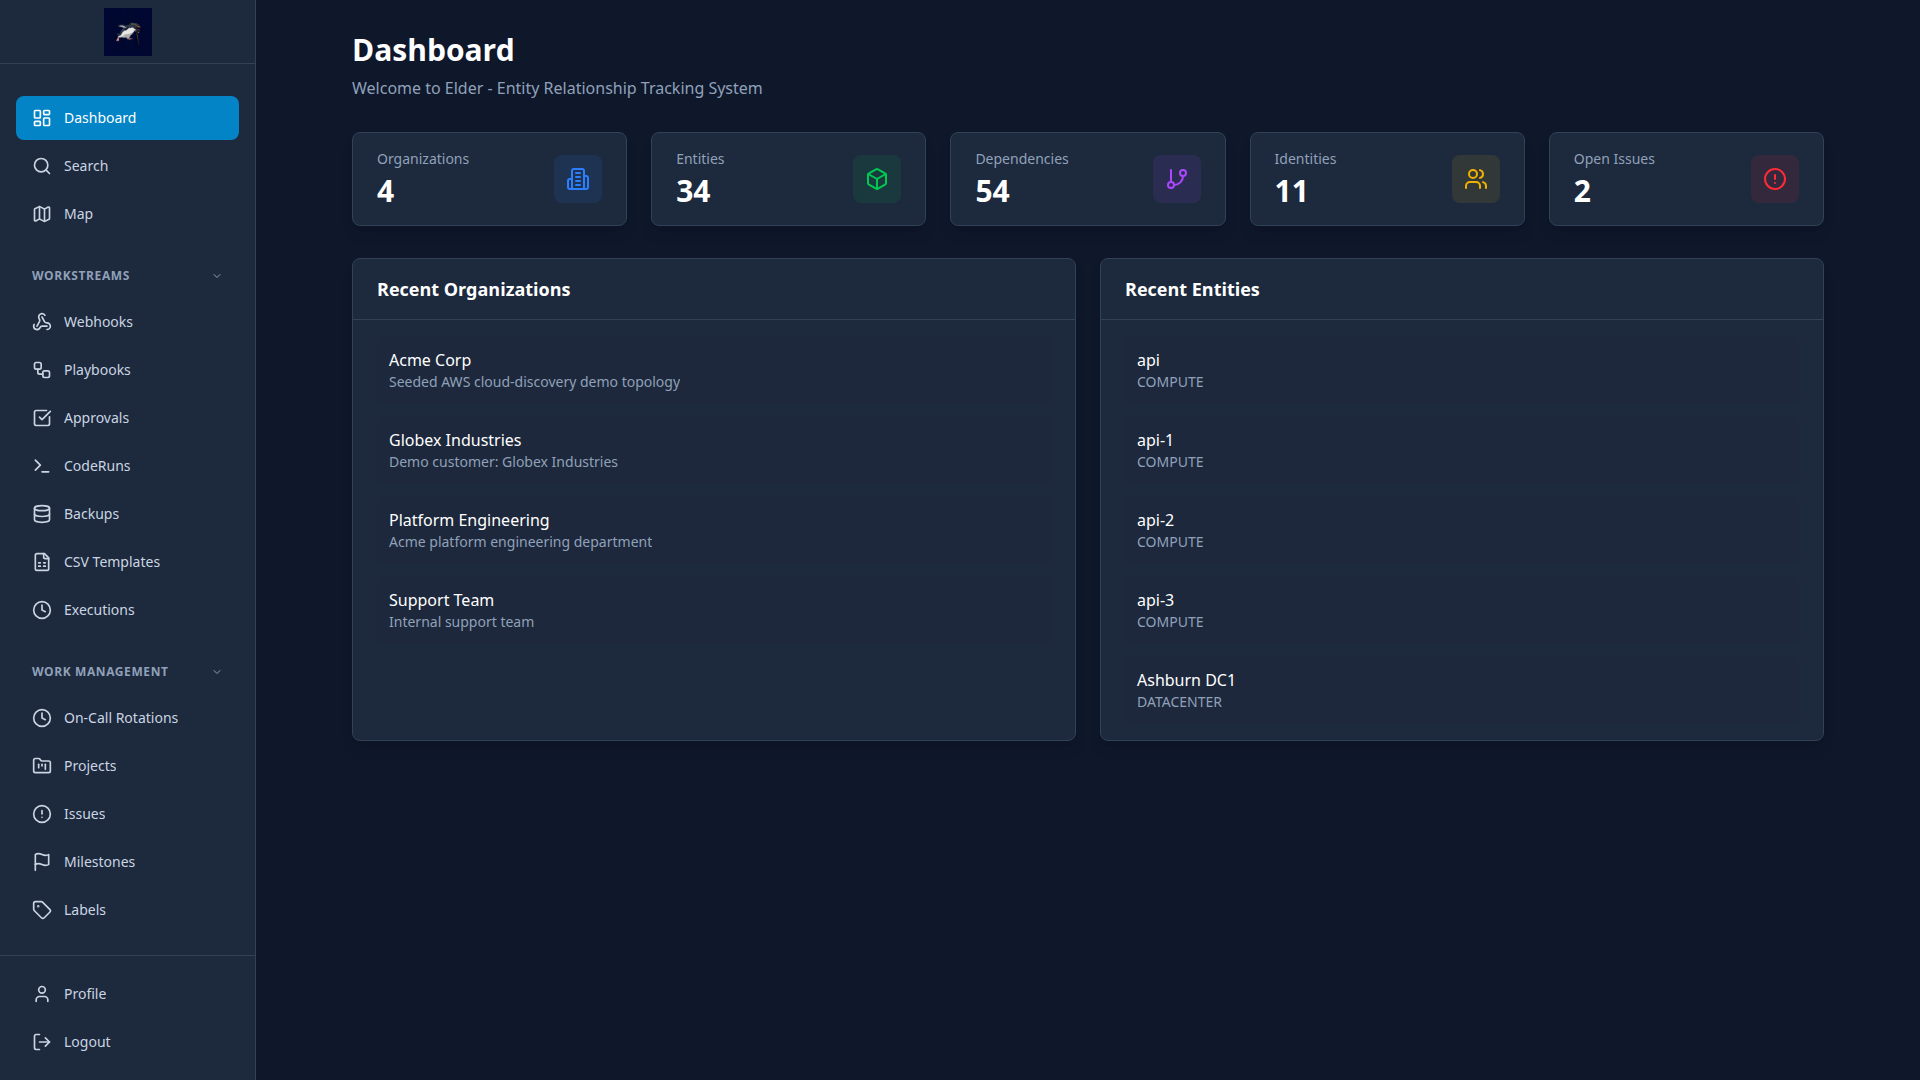 Dashboard
Search
Map
WORKSTREAMS
Webhooks
Playbooks
Approvals
CodeRuns
Backups
CSV Templates
Executions
WORK MANAGEMENT
On-Call Rotations
Projects
Issues
Milestones
Labels
Profile
Logout
Dashboard
Welcome to Elder - Entity Relationship Tracking System
Organizations
4
Entities
34
Dependencies
54
Identities
11
Open Issues
2
Recent Organizations
Acme Corp
Seeded AWS cloud-discovery demo topology
Globex Industries
Demo customer: Globex Industries
Platform Engineering
Acme platform engineering department
Support Team
Internal support team
Recent Entities
api
COMPUTE
api-1
COMPUTE
api-2
COMPUTE
api-3
COMPUTE
Ashburn DC1
DATACENTER